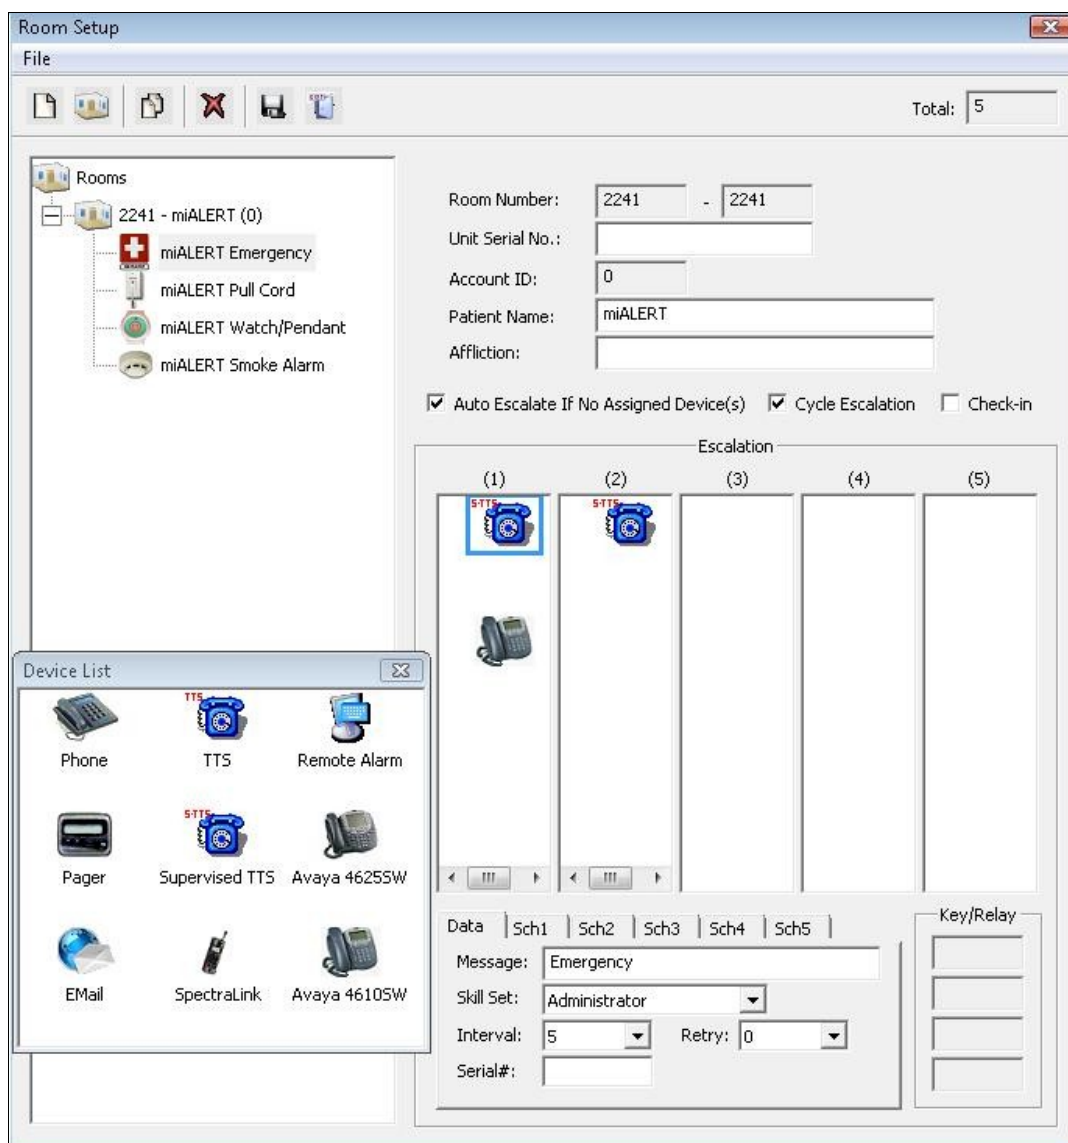 Room Setup
File
Total: 5
Rooms
2241 - miALERT (0)
miALERT Emergency
miALERT Pull Cord
miALERT Watch/Pendant
miALERT Smoke Alarm
Room Number: 2241 - 2241
Unit Serial No.:
Account ID: 0
Patient Name: miALERT
Affliction:
Auto Escalate If No Assigned Device(s) Cycle Escalation Check-in
Escalation
(1) (2) (3) (4) (5)
S-TTS S-TTS
Device List
TTS
Phone TTS Remote Alarm
S-TTS
Pager Supervised TTS Avaya 4625SW
EMail SpectraLink Avaya 4610SW
Data Sch1 Sch2 Sch3 Sch4 Sch5
Message: Emergency
Skill Set: Administrator
Interval: 5 Retry: 0
Serial#:
Key/Relay